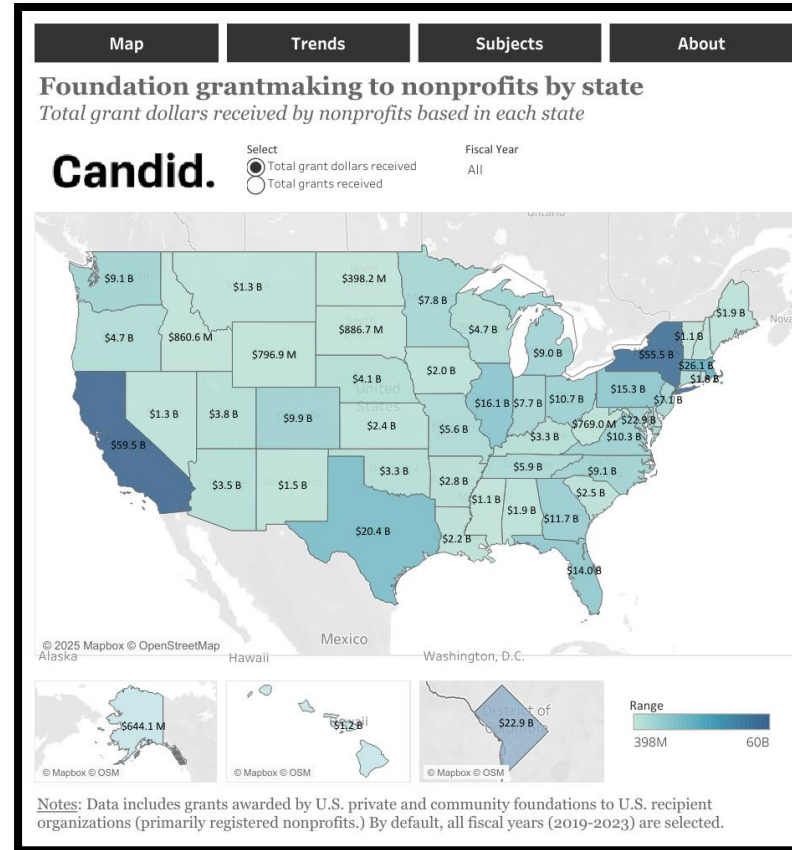 Map
Trends
Subjects
About
Foundation grantmaking to nonprofits by state
Total grant dollars received by nonprofits based in each state
Candid.
Select
Total grant dollars received
Total grants received
Fiscal Year
All
Ontario
$9.1 B
$1.3 B
$398.2 M
$7.8 B
$4.7 B
$860.6 M
$886.7 M
$4.7 B
$9.0 B
$1.9 B
$1.1 B
$55.5 B
$26.1 B
$1.8 B
$796.9 M
$4.1 B
$2.0 B
$16.1 B
$7.7 B
$10.7 B
$15.3 B
$7.1 B
$59.5 B
$1.3 B
$3.8 B
$9.9 B
$2.4 B
$5.6 B
$3.3 B
$769.0 M
$22.9 B
$10.3 B
$3.5 B
$1.5 B
$3.3 B
$2.8 B
$5.9 B
$9.1 B
$2.5 B
$20.4 B
$2.2 B
$1.1 B
$1.9 B
$11.7 B
$14.0 B
United
States
Mexico
© 2025 Mapbox © OpenStreetMap
Alaska
Hawaii
Washington, D.C.
$644.1 M
© Mapbox © OSM
$1.2 B
© Mapbox © OSM
District of
Columbia
$22.9 B
© Mapbox © OSM
Range
398M
60B
Notes: Data includes grants awarded by U.S. private and community foundations to U.S. recipient
organizations (primarily registered nonprofits.) By default, all fiscal years (2019-2023) are selected.